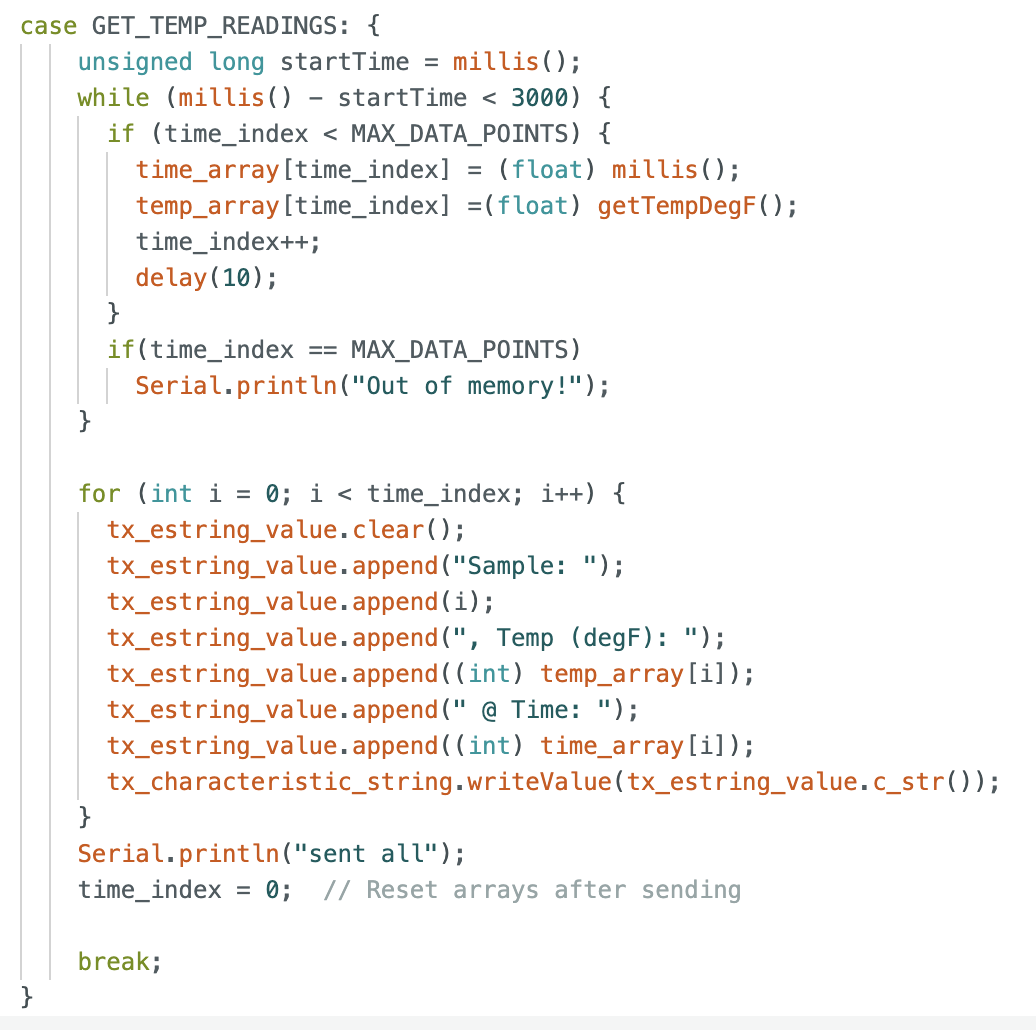 case GET_TEMP_READINGS: {
unsigned long startTime = millis();
while (millis() - startTime < 3000) {
if (time_index < MAX_DATA_POINTS) {
time_array[time_index] = (float) millis();
temp_array[time_index] =(float) getTempDegF();
time_index++;
delay(10);
}
if(time_index == MAX_DATA_POINTS)
Serial.println("Out of memory!");
}
for (int i = 0; i < time_index; i++) {
tx_estring_value.clear();
tx_estring_value.append("Sample: ");
tx_estring_value.append(i);
tx_estring_value.append(", Temp (degF): ");
tx_estring_value.append((int) temp_array[i]);
tx_estring_value.append(" @ Time: ");
tx_estring_value.append((int) time_array[i]);
tx_characteristic_string.writeValue(tx_estring_value.c_str());
}
Serial.println("sent all");
time_index = 0;  // Reset arrays after sending
break;
}